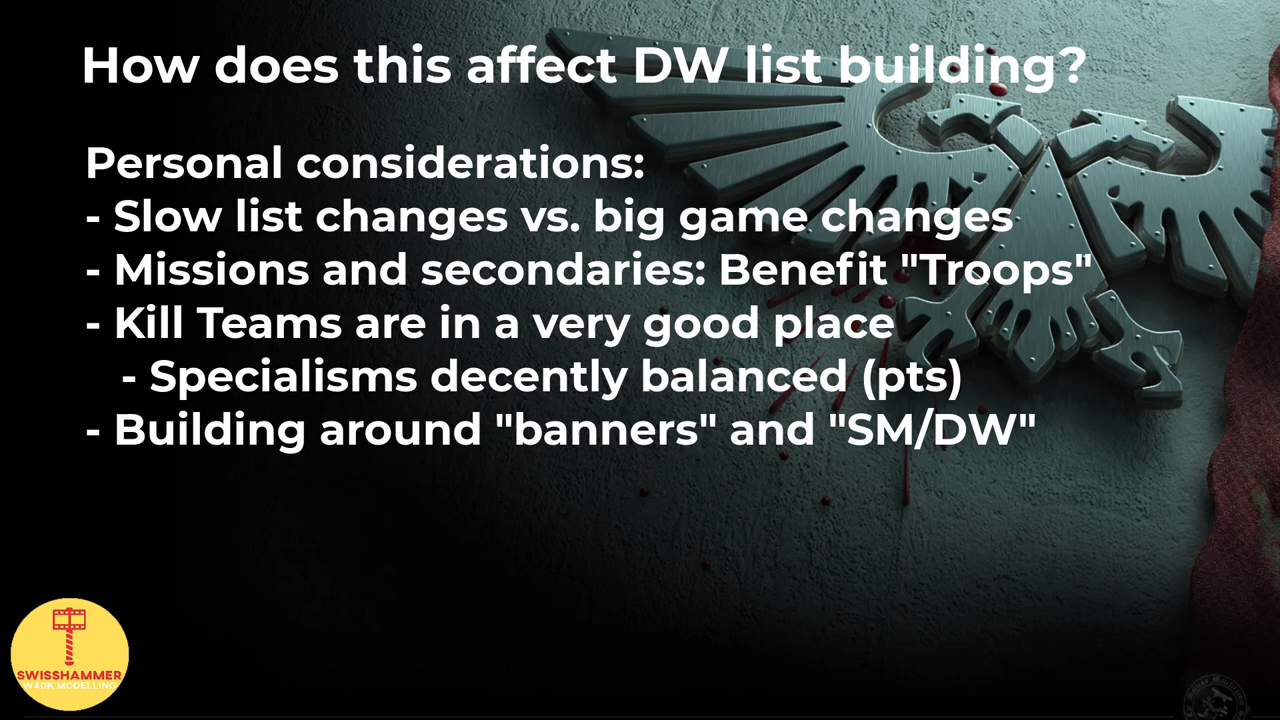 How does this affect DW list building?
Personal considerations:
- Slow list changes vs. big game changes
- Missions and secondaries: Benefit "Troops"
- Kill Teams are in a very good place
- Specialisms decently balanced (pts)
- Building around "banners" and "SM/DW"
SWISSHAMMER
W40K MODELLING